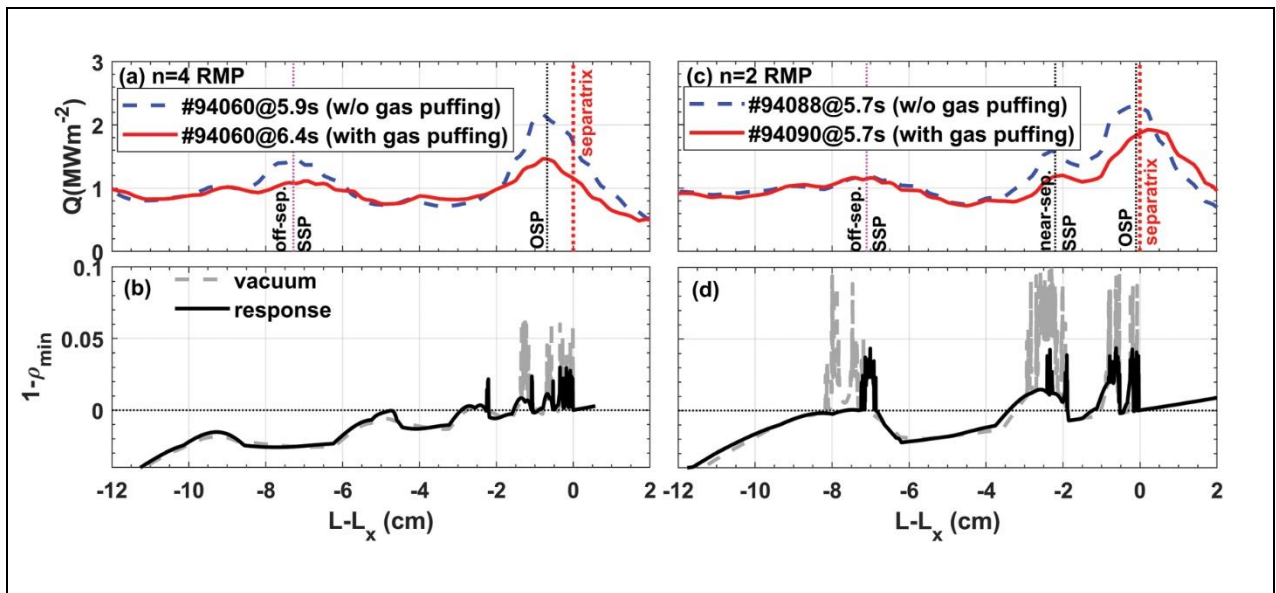 (a) n=4 RMP
#94060@5.9s (w/o gas puffing)
#94060@6.4s (with gas puffing)
Q(MWm-2)
3
2
1
0
off-sep.
SSP
OSP
separatrix
(c) n=2 RMP
#94088@5.7s (w/o gas puffing)
#94090@5.7s (with gas puffing)
off-sep.
SSP
near-sep.
SSP
OSP
separatrix
(b)
vacuum
response
1-ρmin
0.1
0.05
0
-12 -10 -8 -6 -4 -2 0 2
L-Lx (cm)
(d)
-12 -10 -8 -6 -4 -2 0 2
L-Lx (cm)